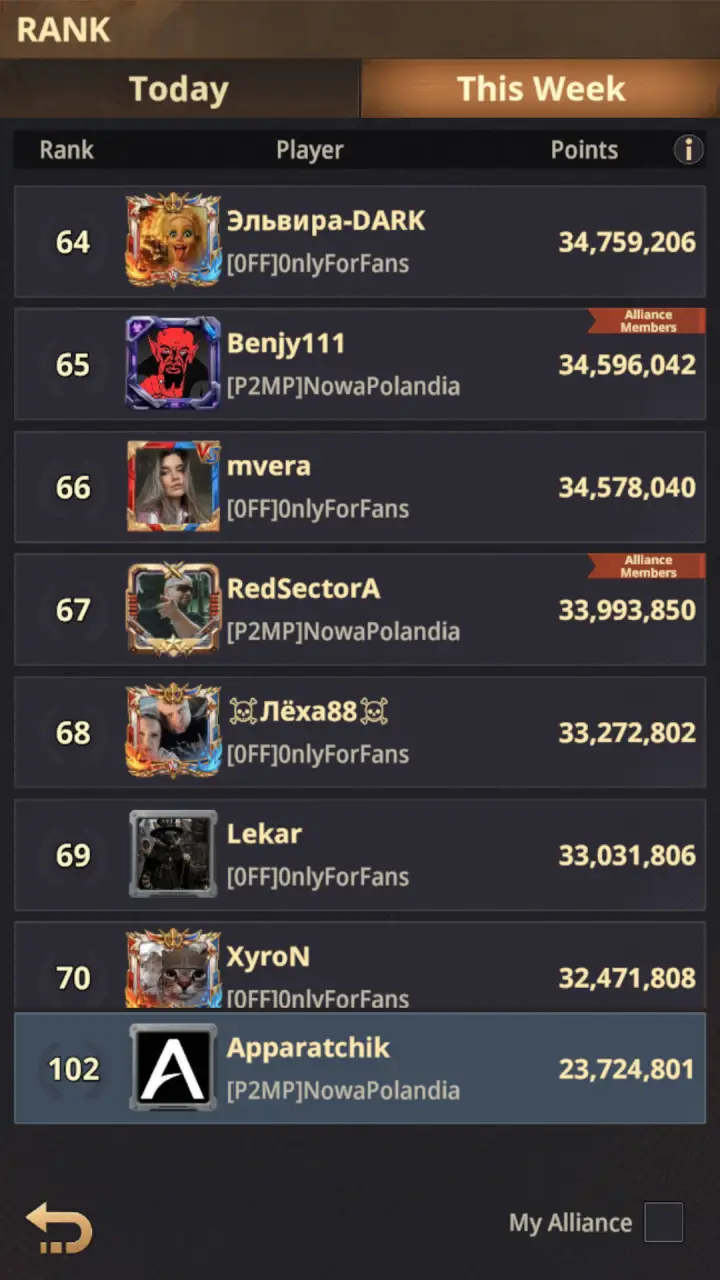 RANK
Today
This Week
Rank Player Points i
64
Эльвира-DARK
[0FF]0nlyForFans
34,759,206
Alliance
Members
65
Benjy111
[P2MP]NowaPolandia
34,596,042
66
mvera
[0FF]0nlyForFans
34,578,040
VS
Alliance
Members
67
RedSectorA
[P2MP]NowaPolandia
33,993,850
68
☠Лёха88☠
[0FF]0nlyForFans
33,272,802
69
Lekar
[0FF]0nlyForFans
33,031,806
70
XyroN
[0FF]0nlyForFans
32,471,808
102
Apparatchik
[P2MP]NowaPolandia
23,724,801
My Alliance